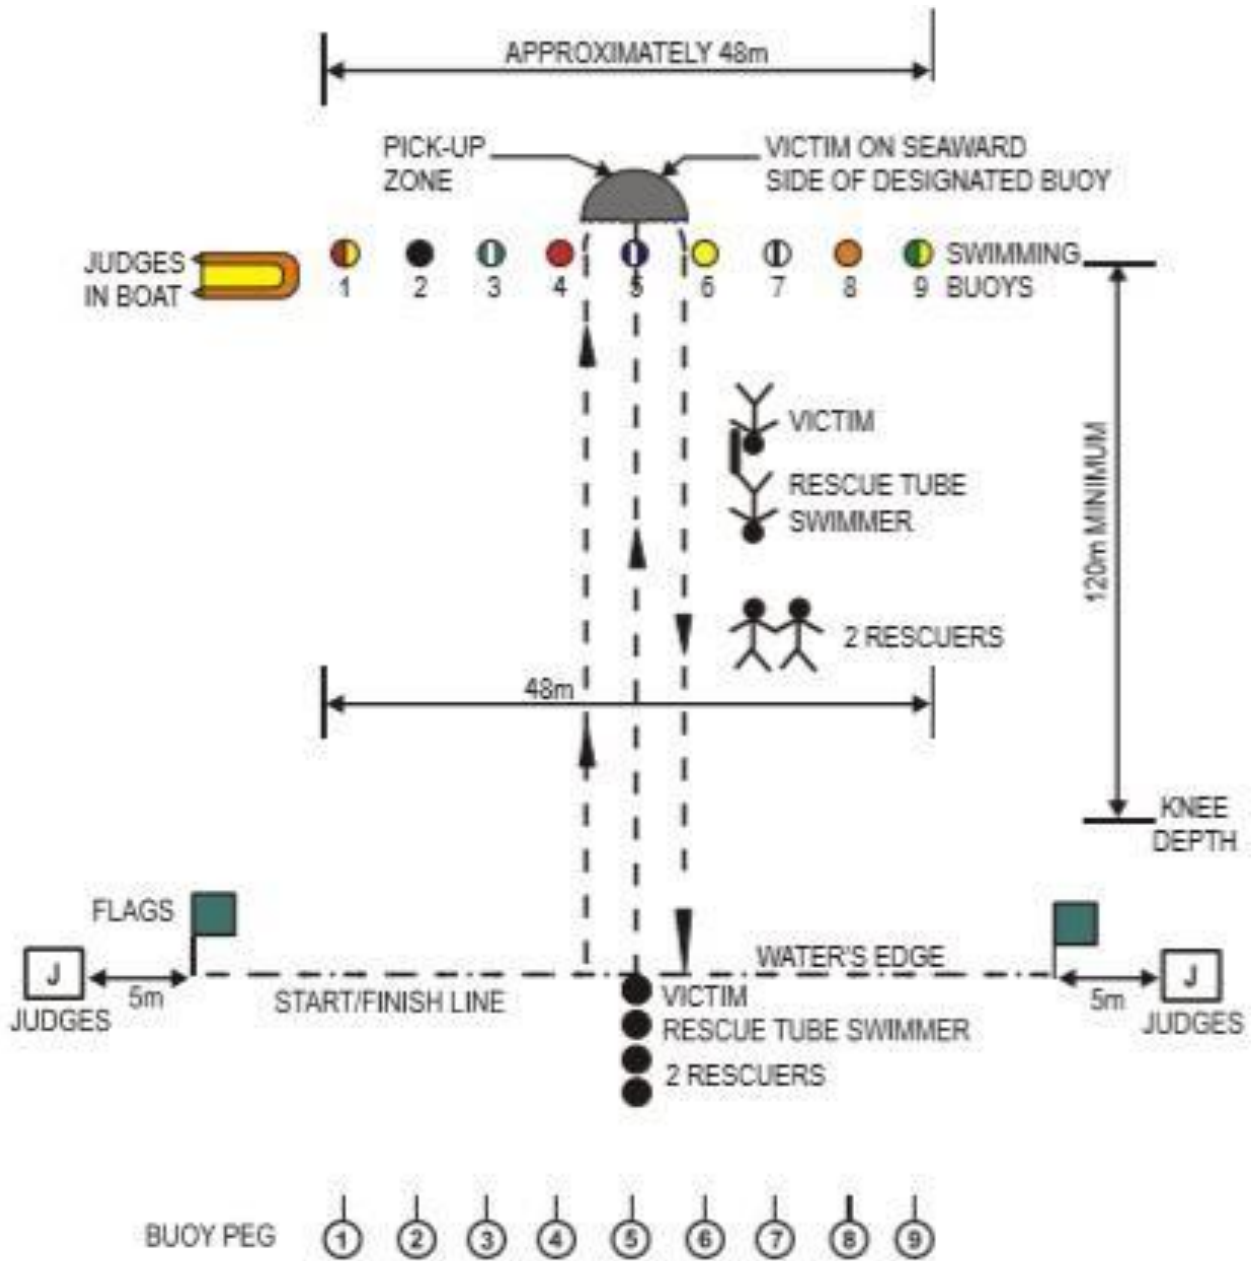 APPROXIMATELY 48m
PICK-UP
ZONE
VICTIM ON SEAWARD
SIDE OF DESIGNATED BUOY
JUDGES
IN BOAT
1 2 3 4 5 6 7 8 9
SWIMMING
BUOYS
VICTIM
RESCUE TUBE
SWIMMER
120m MINIMUM
2 RESCUERS
48m
KNEE
DEPTH
FLAGS
J
5m
JUDGES
START/FINISH LINE
WATER'S EDGE
J
5m
JUDGES
VICTIM
RESCUE TUBE SWIMMER
2 RESCUERS
BUOY PEG 1 2 3 4 5 6 7 8 9